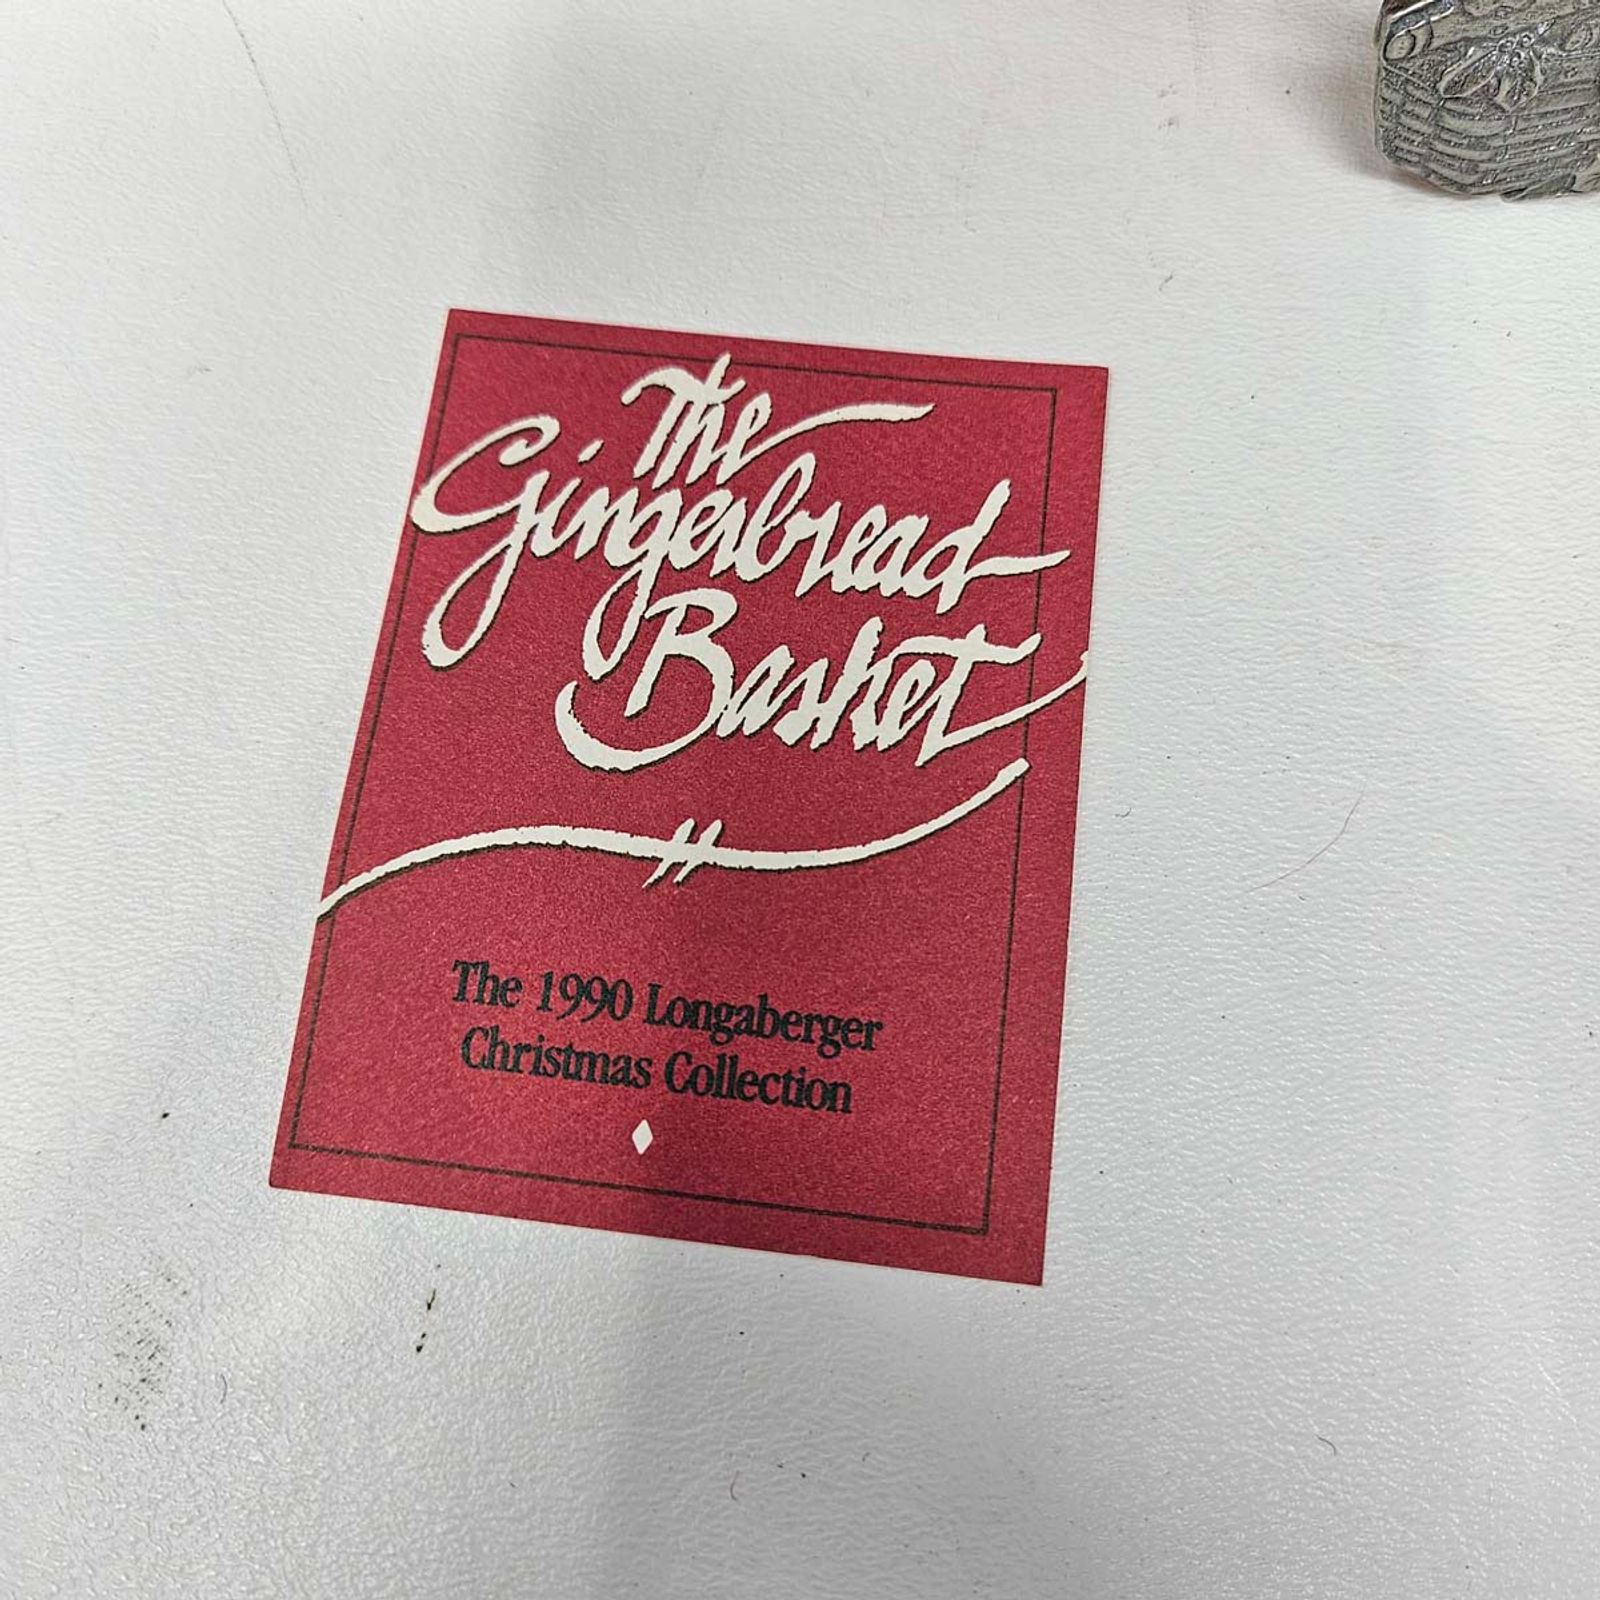 The
Gingerbread
Basket
The 1990 Longaberger
Christmas Collection